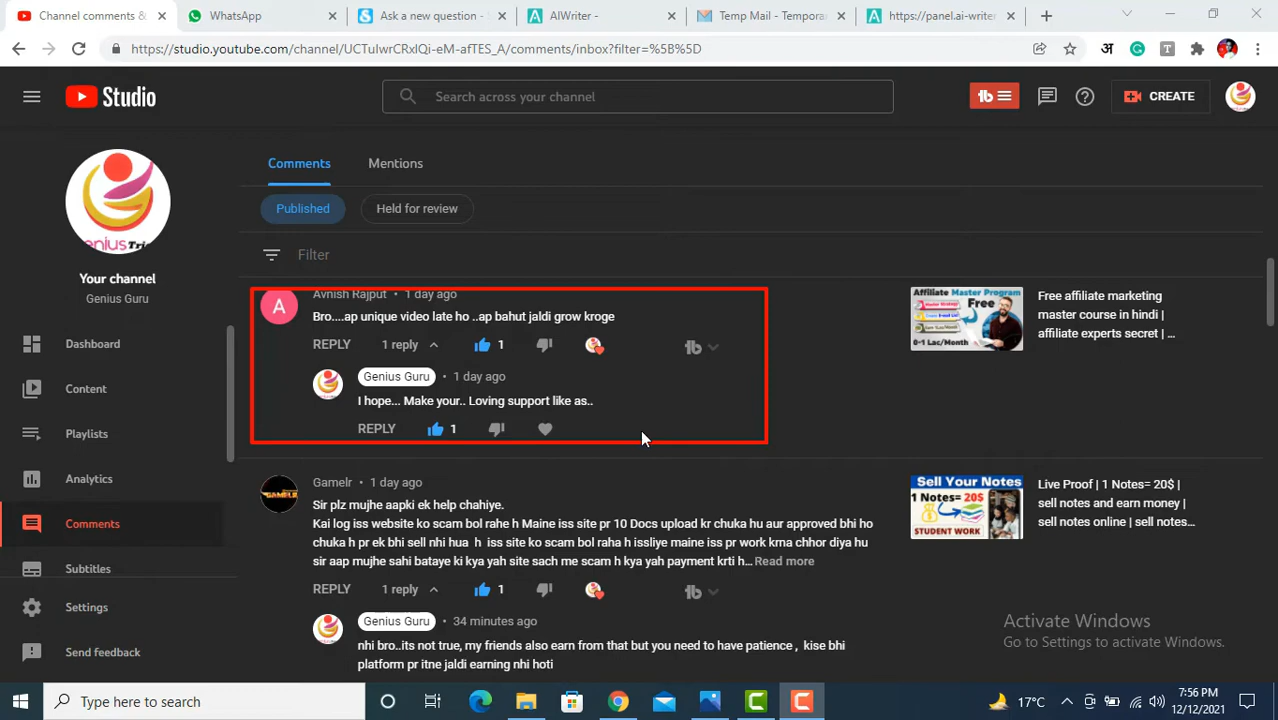 Channel comments &
WhatsApp
Ask a new question -
AIWriter -
Temp Mail - Tempora
https://panel.ai-writer
https://studio.youtube.com/channel/UCTulwrCRxlQi-eM-afTES_A/comments/inbox?filter=%5B%5D
अ
Studio
Search across your channel
CREATE
Comments
Mentions
Published
Held for review
Filter
Your channel
Genius Guru
Dashboard
Content
Playlists
Analytics
Comments
Subtitles
Settings
Send feedback
A
Avnish Rajput • 1 day ago
Bro....ap unique video late ho ..ap bahut jaldi grow kroge
REPLY 1 reply 1
Genius Guru • 1 day ago
I hope... Make your.. Loving support like as..
REPLY 1
Affiliate Master Program
Free
0-1 Lac/Month
Free affiliate marketing
master course in hindi |
affiliate experts secret | ...
Gamelr • 1 day ago
Sir plz mujhe aapki ek help chahiye.
Kai log iss website ko scam bol rahe h Maine iss site pr 10 Docs upload kr chuka hu aur approved bhi ho
chuka h pr ek bhi sell nhi hua h iss site ko scam bol raha h issliye maine iss pr work krna chhor diya hu
sir aap mujhe sahi bataye ki kya yah site sach me scam h kya yah payment krti h... Read more
REPLY 1 reply 1
Genius Guru • 34 minutes ago
nhi bro..its not true, my friends also earn from that but you need to have patience , kise bhi
platform pr itne jaldi earning nhi hoti
Sell Your Notes
1 Notes= 20$
STUDENT WORK
Live Proof | 1 Notes= 20$ |
sell notes and earn money |
sell notes online | sell notes...
Activate Windows
Go to Settings to activate Windows.
Type here to search
17°C
7:56 PM
12/12/2021